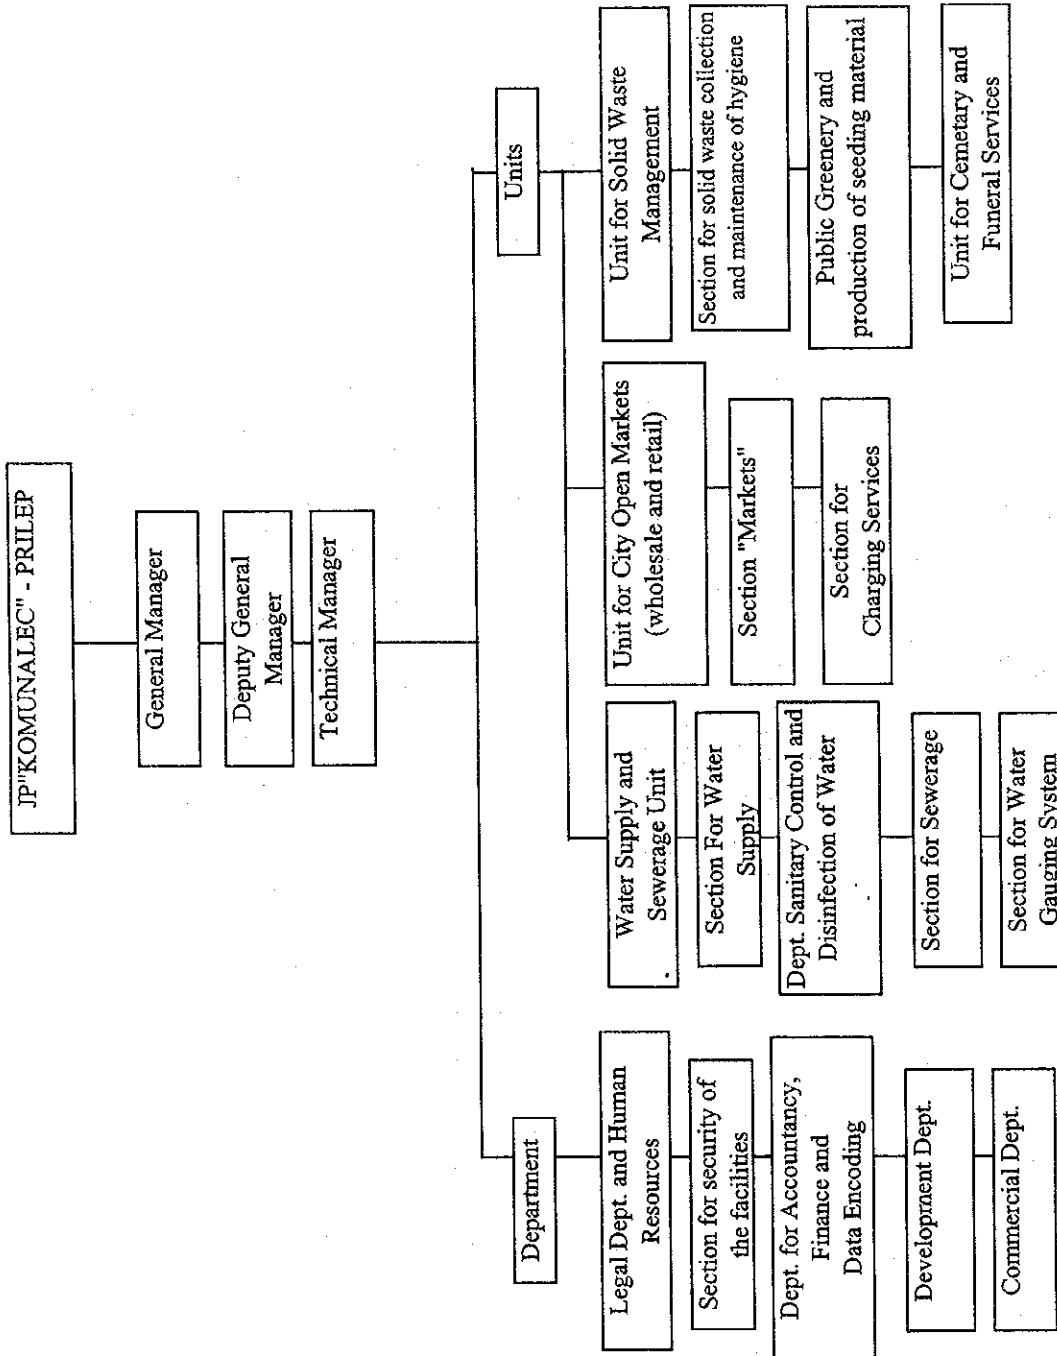 JP"KOMUNALEC" - PRILEP
General Manager
Deputy General
Manager
Technical Manager
Department
Units
Legal Dept. and Human
Resources
Section for security of
the facilities
Dept. for Accountancy,
Finance and
Data Encoding
Development Dept.
Commercial Dept.
Water Supply and
Sewerage Unit
Section For Water
Supply
Dept. Sanitary Control and
Disinfection of Water
Section for Sewerage
Section for Water
Gauging System
Unit for City Open Markets
(wholesale and retail)
Section "Markets"
Section for
Charging Services
Unit for Solid Waste
Management
Section for solid waste collection
and maintenance of hygiene
Public Greenery and
production of seeding material
Unit for Cemetary and
Funeral Services